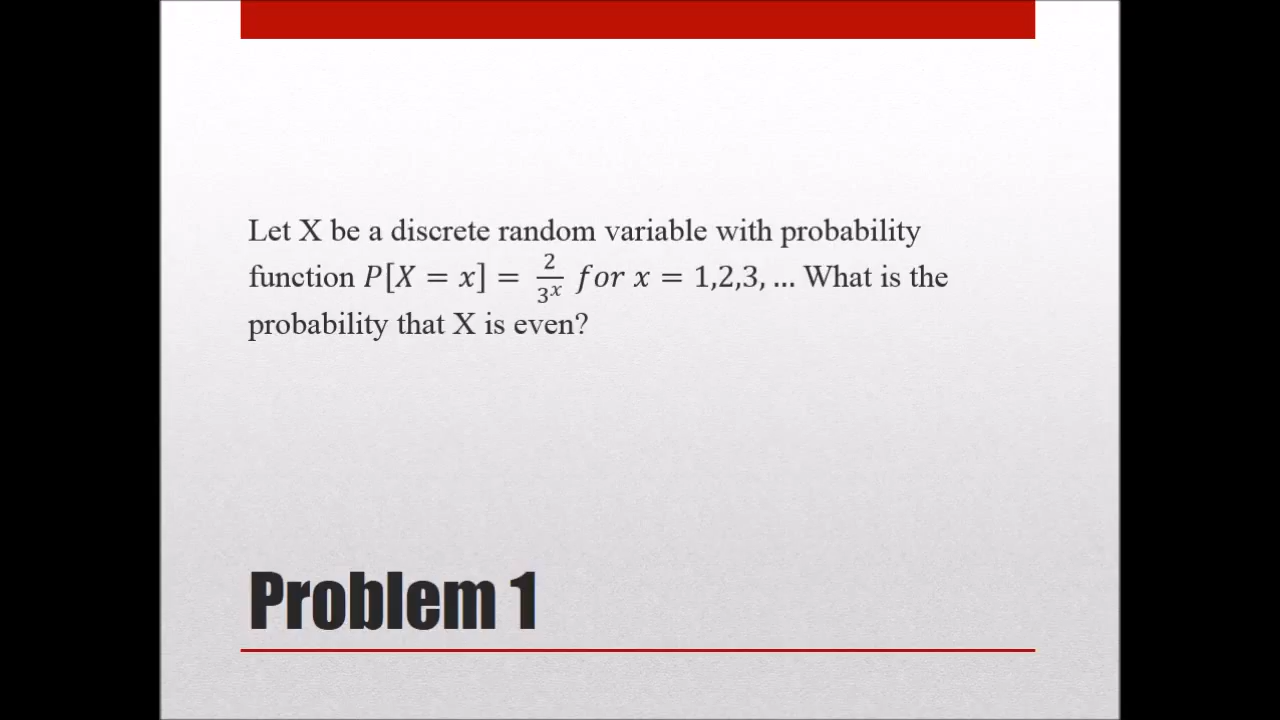 Let X be a discrete random variable with probability
function P[X = x] = 2/3^x for x = 1,2,3, … What is the
probability that X is even?
Problem 1